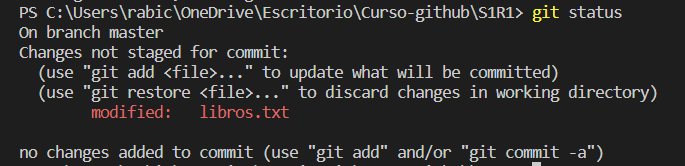 PS C:\Users\rabic\OneDrive\Escritorio\Curso-github\S1R1> git status
On branch master
Changes not staged for commit:
  (use "git add <file>..." to update what will be committed)
  (use "git restore <file>..." to discard changes in working directory)
        modified:   libros.txt

no changes added to commit (use "git add" and/or "git commit -a")